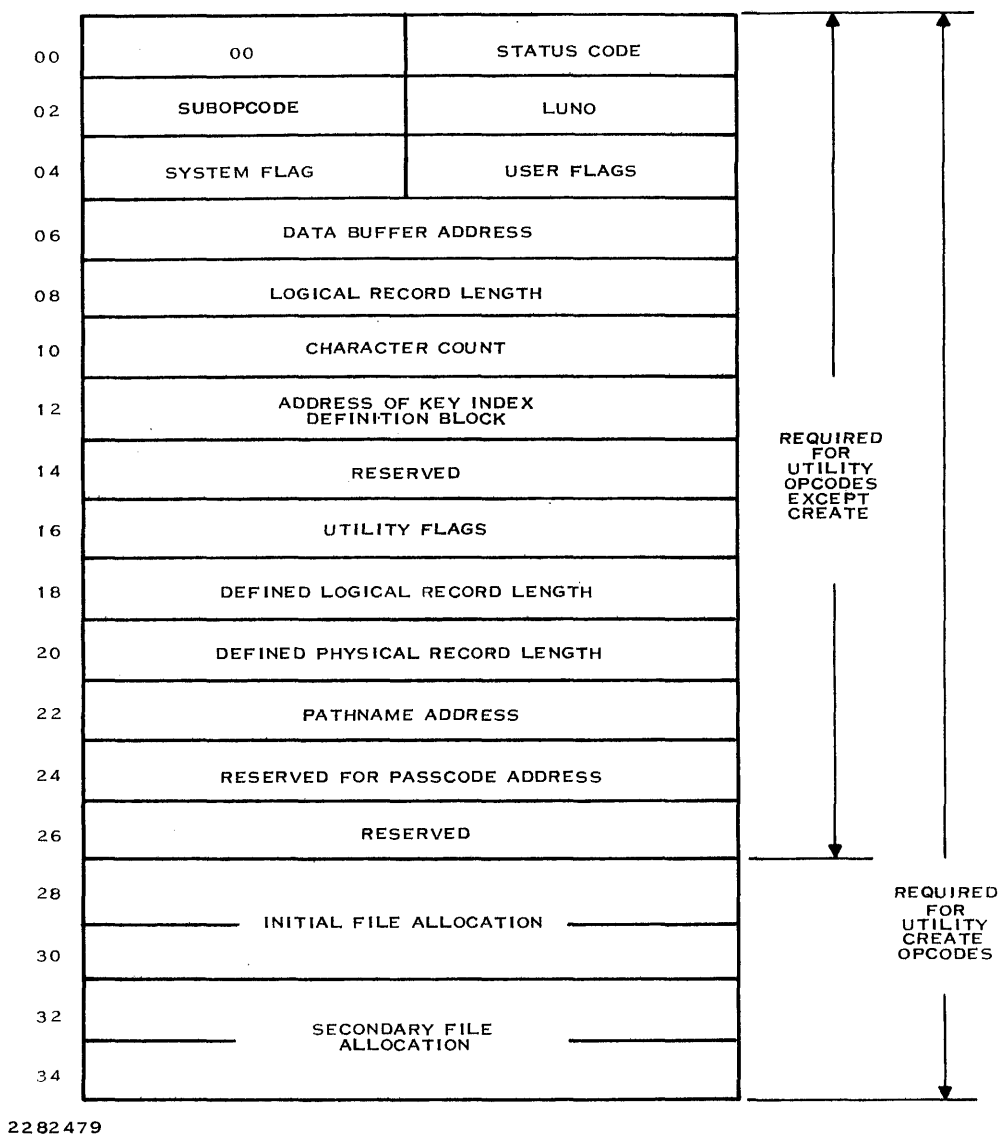 00 00 STATUS CODE
02 SUBOPCODE LUNO
04 SYSTEM FLAG USER FLAGS
06 DATA BUFFER ADDRESS
08 LOGICAL RECORD LENGTH
10 CHARACTER COUNT
12 ADDRESS OF KEY INDEX
DEFINITION BLOCK
14 RESERVED
16 UTILITY FLAGS
18 DEFINED LOGICAL RECORD LENGTH
20 DEFINED PHYSICAL RECORD LENGTH
22 PATHNAME ADDRESS
24 RESERVED FOR PASSCODE ADDRESS
26 RESERVED
28
INITIAL FILE ALLOCATION
30
32
SECONDARY FILE
ALLOCATION
34
REQUIRED
FOR
UTILITY
OPCODES
EXCEPT
CREATE
REQUIRED
FOR
UTILITY
CREATE
OPCODES
2282479